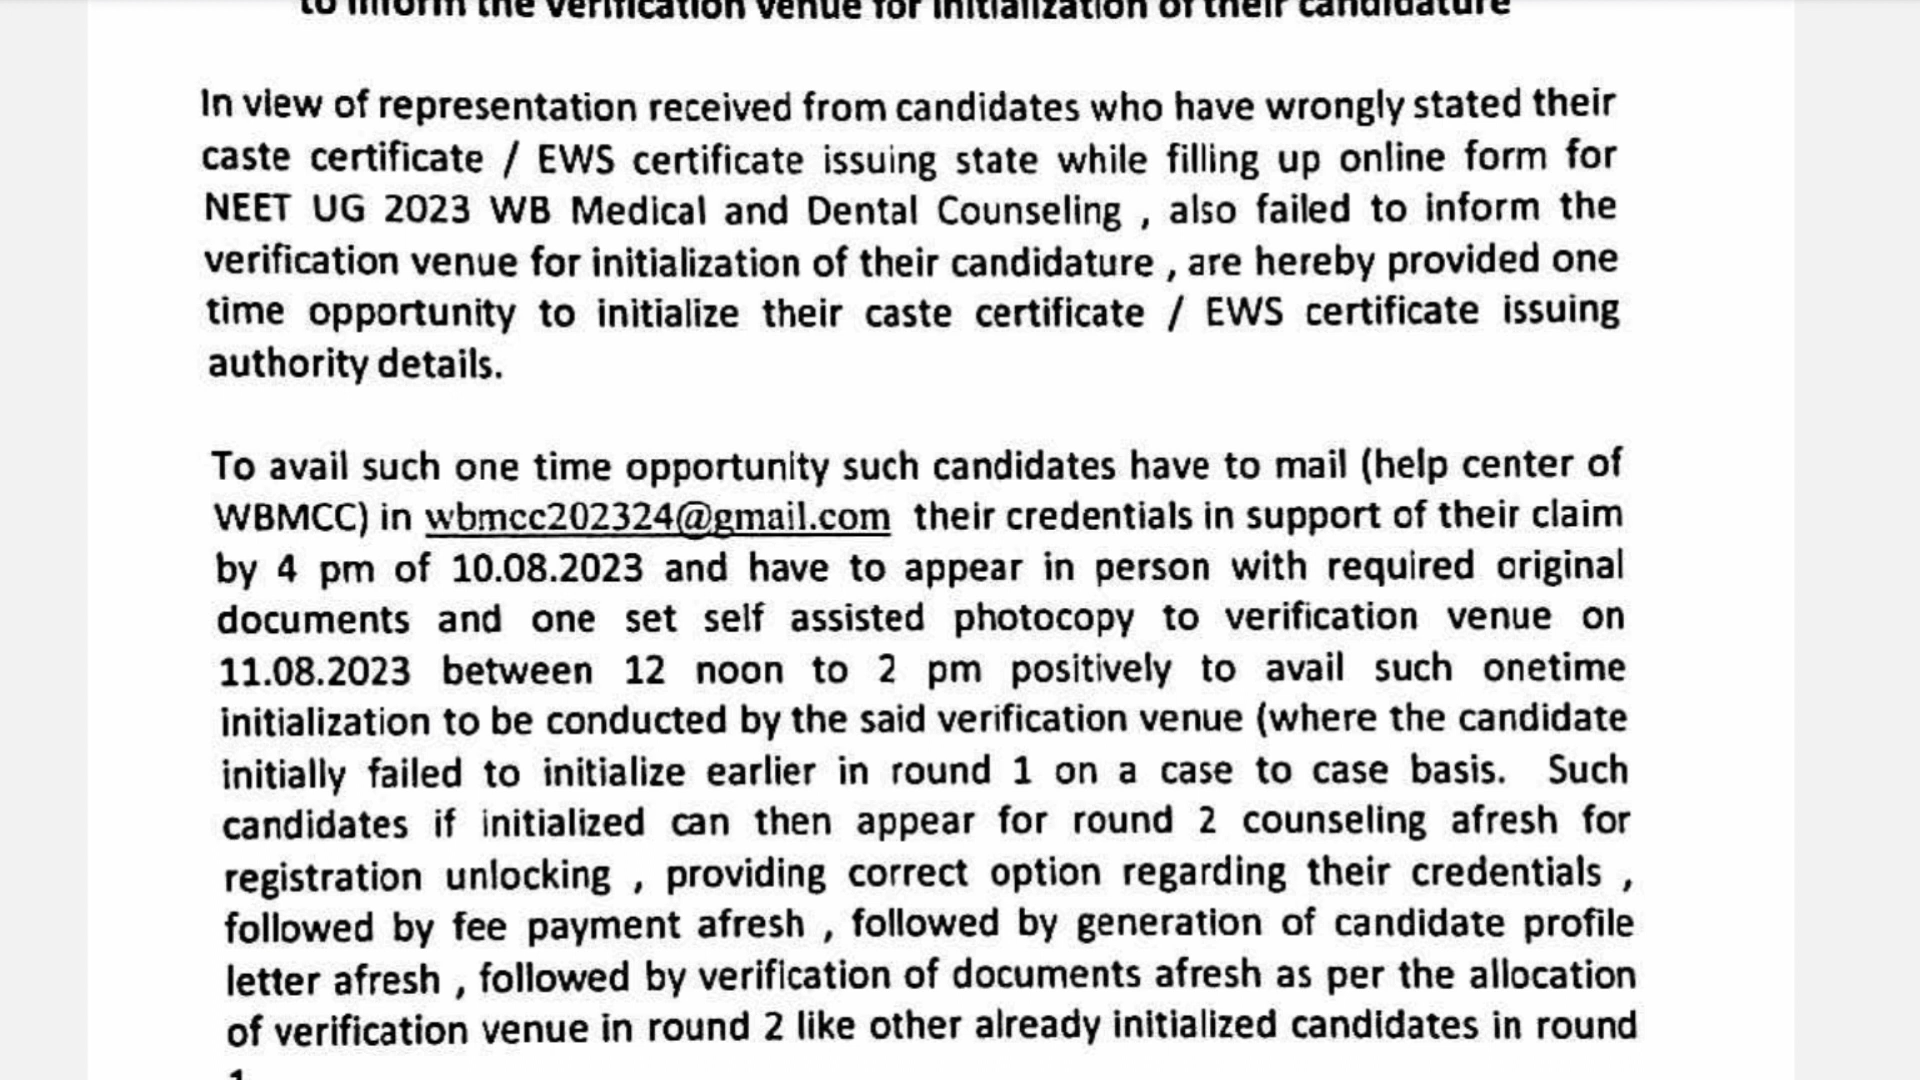 to inform the verification venue for initialization of their candidature
In view of representation received from candidates who have wrongly stated their
caste certificate / EWS certificate issuing state while filling up online form for
NEET UG 2023 WB Medical and Dental Counseling , also failed to inform the
verification venue for initialization of their candidature , are hereby provided one
time opportunity to initialize their caste certificate / EWS certificate issuing
authority details.
To avail such one time opportunity such candidates have to mail (help center of
WBMCC) in wbmcc202324@gmail.com their credentials in support of their claim
by 4 pm of 10.08.2023 and have to appear in person with required original
documents and one set self assisted photocopy to verification venue on
11.08.2023 between 12 noon to 2 pm positively to avail such onetime
initialization to be conducted by the said verification venue (where the candidate
initially failed to initialize earlier in round 1 on a case to case basis. Such
candidates if initialized can then appear for round 2 counseling afresh for
registration unlocking , providing correct option regarding their credentials ,
followed by fee payment afresh , followed by generation of candidate profile
letter afresh , followed by verification of documents afresh as per the allocation
of verification venue in round 2 like other already initialized candidates in round
1